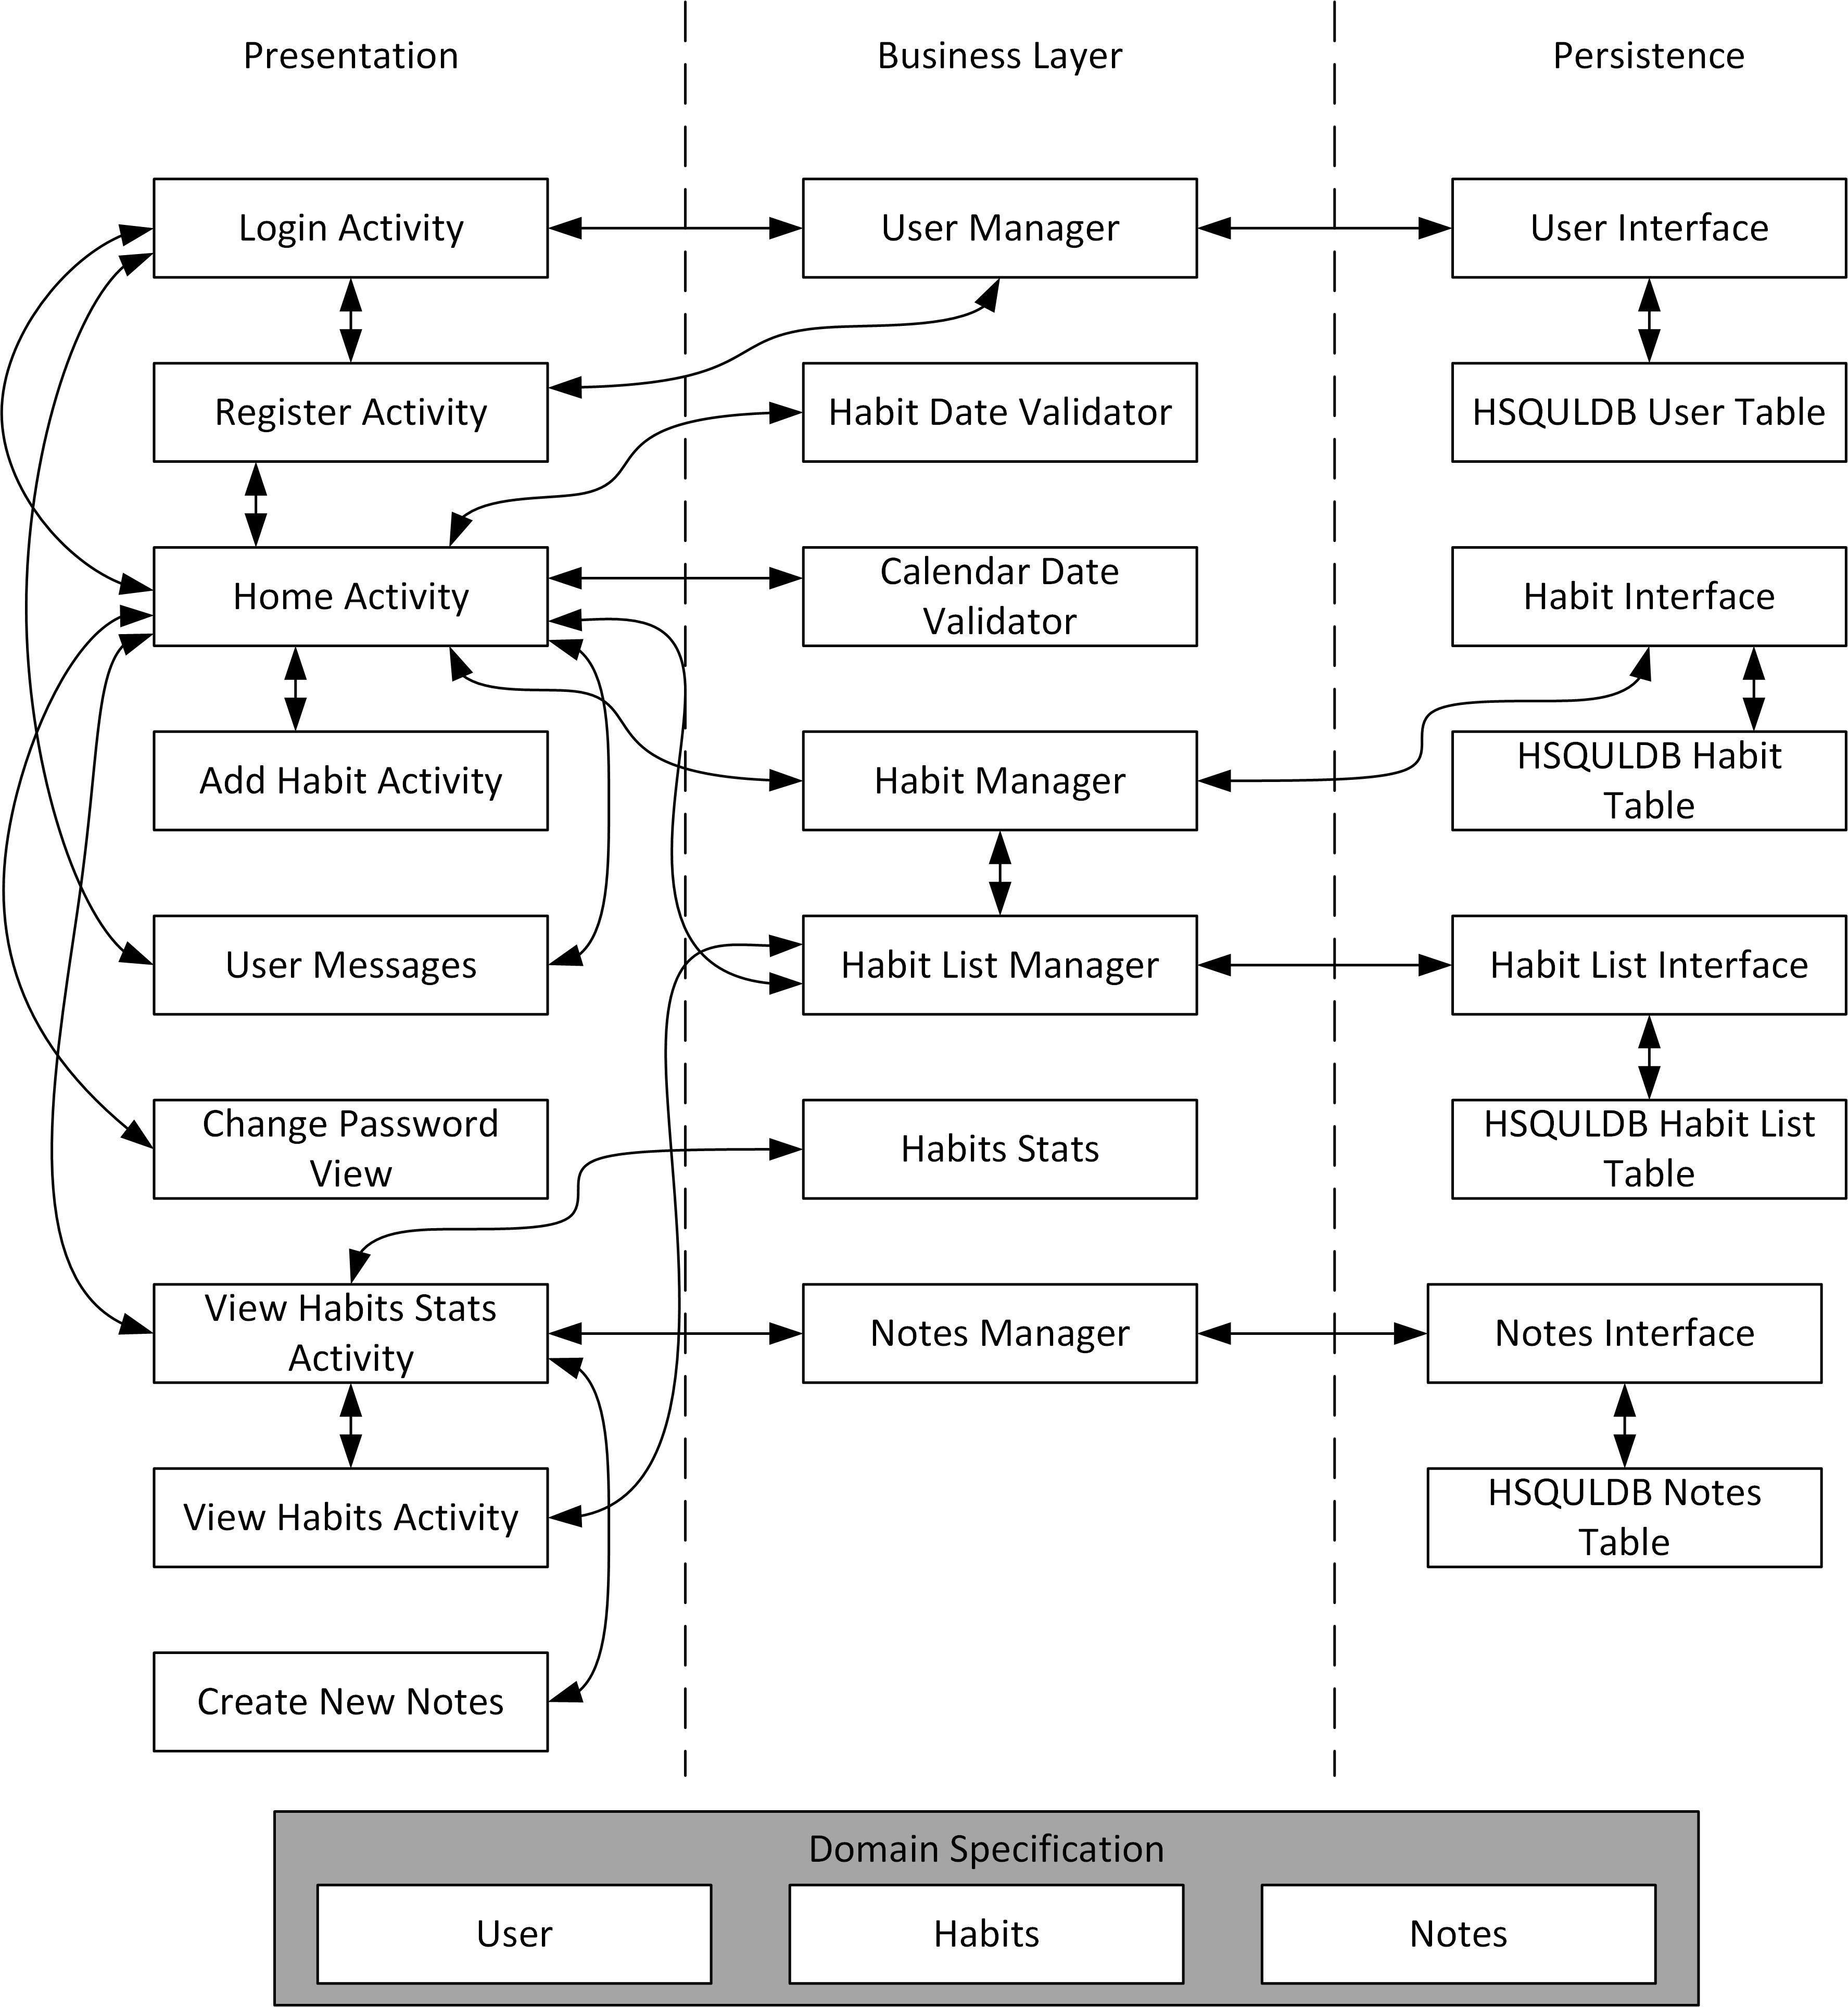 Presentation
Business Layer
Persistence
Login Activity
User Manager
User Interface
Register Activity
Habit Date Validator
HSQULDB User Table
Home Activity
Calendar Date
Validator
Habit Interface
Add Habit Activity
Habit Manager
HSQULDB Habit
Table
User Messages
Habit List Manager
Habit List Interface
Change Password
View
Habits Stats
HSQULDB Habit List
Table
View Habits Stats
Activity
Notes Manager
Notes Interface
View Habits Activity
HSQULDB Notes
Table
Create New Notes
Domain Specification
User
Habits
Notes